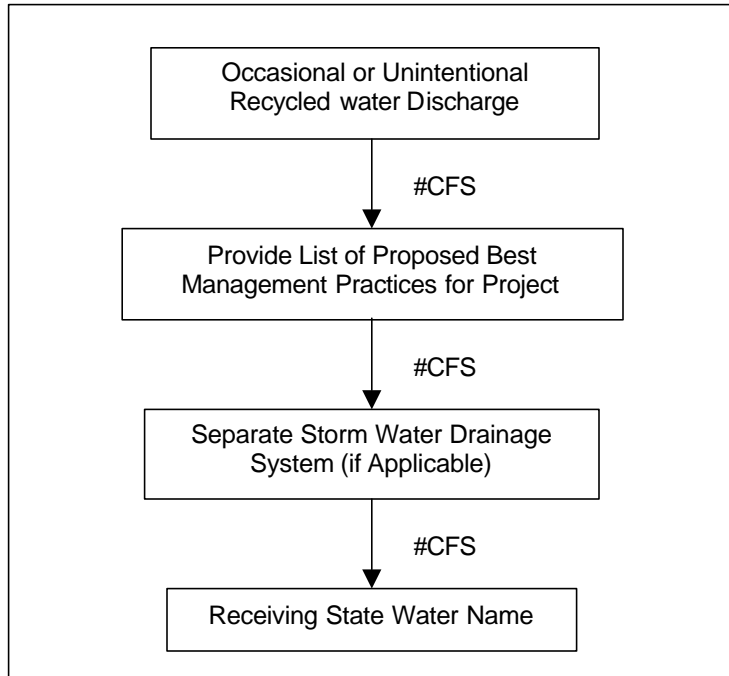 Occasional or Unintentional
Recycled water Discharge
#CFS
Provide List of Proposed Best
Management Practices for Project
#CFS
Separate Storm Water Drainage
System (if Applicable)
#CFS
Receiving State Water Name